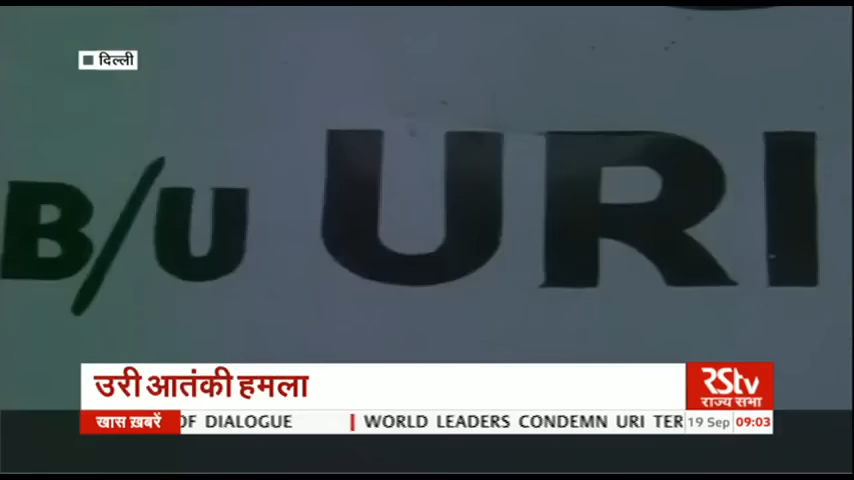 दिल्ली
B/U URI
उरी आतंकी हमला
RStv
राज्य सभा
खास ख़बरें OF DIALOGUE WORLD LEADERS CONDEMN URI TER 19 Sep 09:03